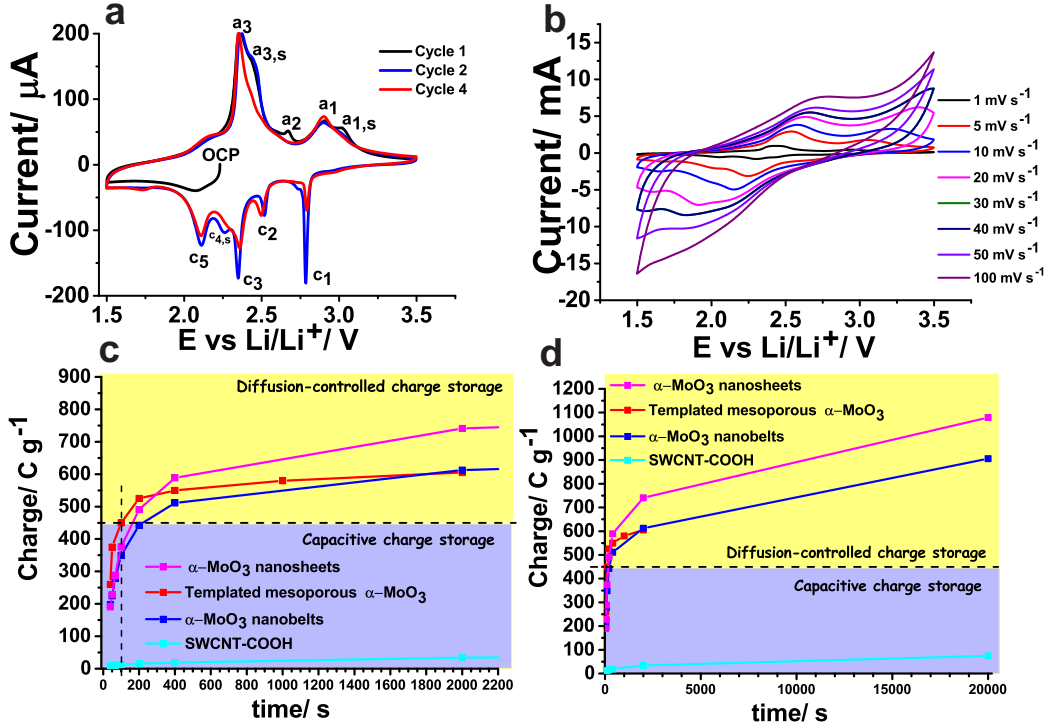 a
Current/ µA
200
100
0
-100
-200
a3
a3,s
a2
a1
a1,s
OCP
c5
c4,s
c3
c2
c1
Cycle 1
Cycle 2
Cycle 4
1.5 2.0 2.5 3.0 3.5
E vs Li/Li+/ V
b
Current/ mA
20
15
10
5
0
-5
-10
-15
-20
1 mV s-1
5 mV s-1
10 mV s-1
20 mV s-1
30 mV s-1
40 mV s-1
50 mV s-1
100 mV s-1
1.5 2.0 2.5 3.0 3.5
E vs Li/Li+/ V
c
Charge/ C g-1
900
800
700
600
500
400
300
200
100
0
Diffusion-controlled charge storage
Capacitive charge storage
α−MoO3 nanosheets
Templated mesoporous α−MoO3
α−MoO3 nanobelts
SWCNT-COOH
0 200 400 600 800 1000 1200 1400 1600 1800 2000 2200
time/ s
d
Charge/ C g-1
1200
1100
1000
900
800
700
600
500
400
300
200
100
0
α−MoO3 nanosheets
Templated mesoporous α−MoO3
α−MoO3 nanobelts
SWCNT-COOH
Diffusion-controlled charge storage
Capacitive charge storage
0 5000 10000 15000 20000
time/ s